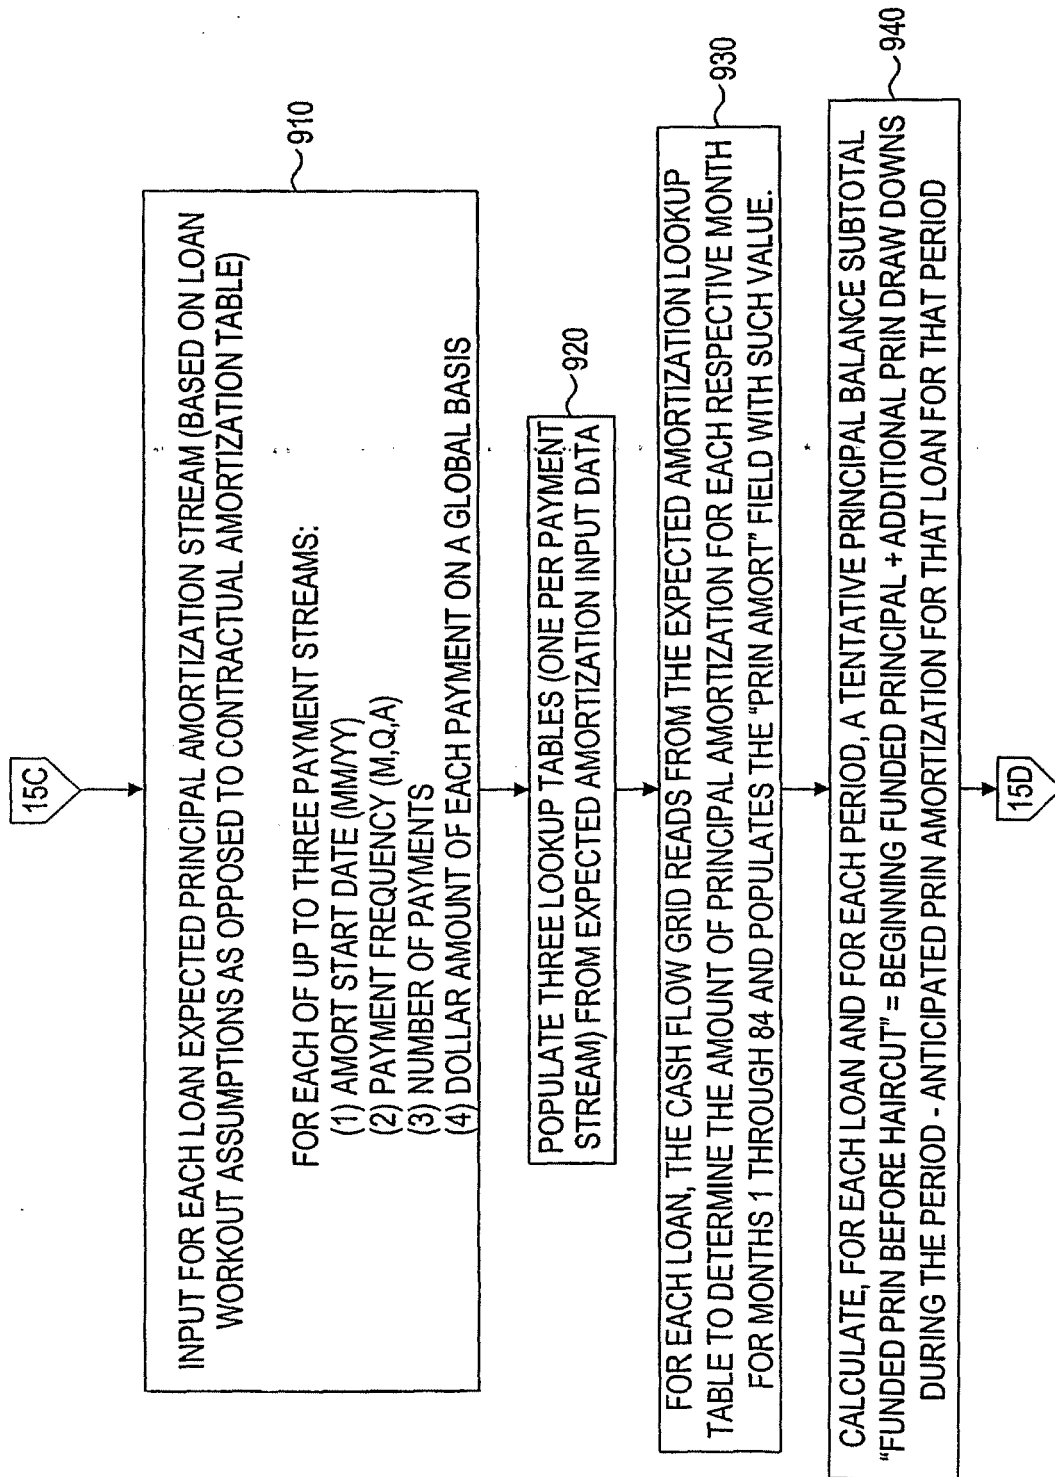 15C
INPUT FOR EACH LOAN EXPECTED PRINCIPAL AMORTIZATION STREAM (BASED ON LOAN
WORKOUT ASSUMPTIONS AS OPPOSED TO CONTRACTUAL AMORTIZATION TABLE)
FOR EACH OF UP TO THREE PAYMENT STREAMS:
(1) AMORT START DATE (MM/YY)
(2) PAYMENT FREQUENCY (M,Q,A)
(3) NUMBER OF PAYMENTS
(4) DOLLAR AMOUNT OF EACH PAYMENT ON A GLOBAL BASIS
910
POPULATE THREE LOOKUP TABLES (ONE PER PAYMENT
STREAM) FROM EXPECTED AMORTIZATION INPUT DATA
920
FOR EACH LOAN, THE CASH FLOW GRID READS FROM THE EXPECTED AMORTIZATION LOOKUP
TABLE TO DETERMINE THE AMOUNT OF PRINCIPAL AMORTIZATION FOR EACH RESPECTIVE MONTH
FOR MONTHS 1 THROUGH 84 AND POPULATES THE "PRIN AMORT" FIELD WITH SUCH VALUE.
930
CALCULATE, FOR EACH LOAN AND FOR EACH PERIOD, A TENTATIVE PRINCIPAL BALANCE SUBTOTAL
"FUNDED PRIN BEFORE HAIRCUT" = BEGINNING FUNDED PRINCIPAL + ADDITIONAL PRIN DRAW DOWNS
DURING THE PERIOD - ANTICIPATED PRIN AMORTIZATION FOR THAT LOAN FOR THAT PERIOD
940
15D